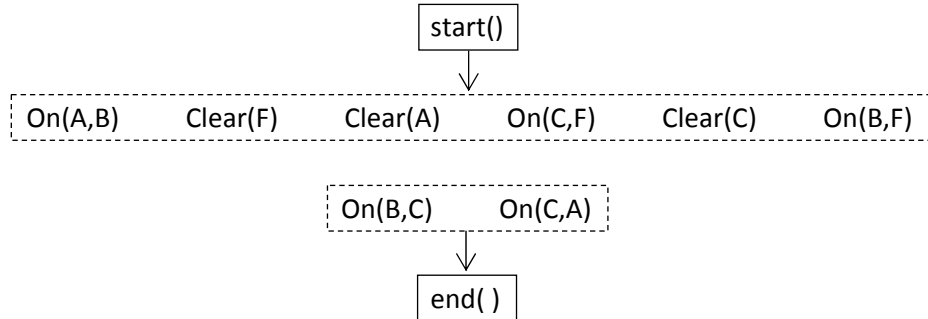 start()
On(A,B) Clear(F) Clear(A) On(C,F) Clear(C) On(B,F)
On(B,C) On(C,A)
end( )